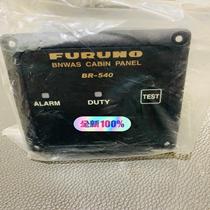 FURUNO
BNWAS CABIN PANEL
BR-540
ALARM DUTY TEST
全新100%